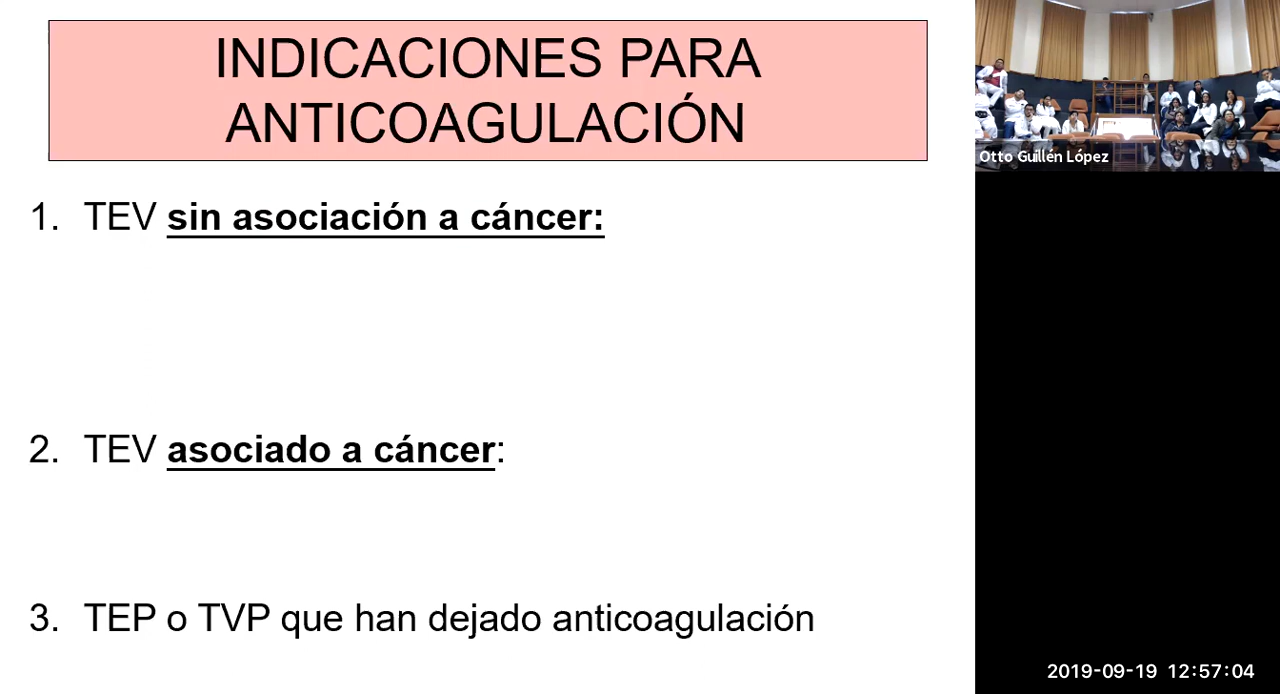 INDICACIONES PARA
ANTICOAGULACIÓN
1. TEV sin asociación a cáncer:
2. TEV asociado a cáncer:
3. TEP o TVP que han dejado anticoagulación
Otto Guillén López
2019-09-19 12:57:04